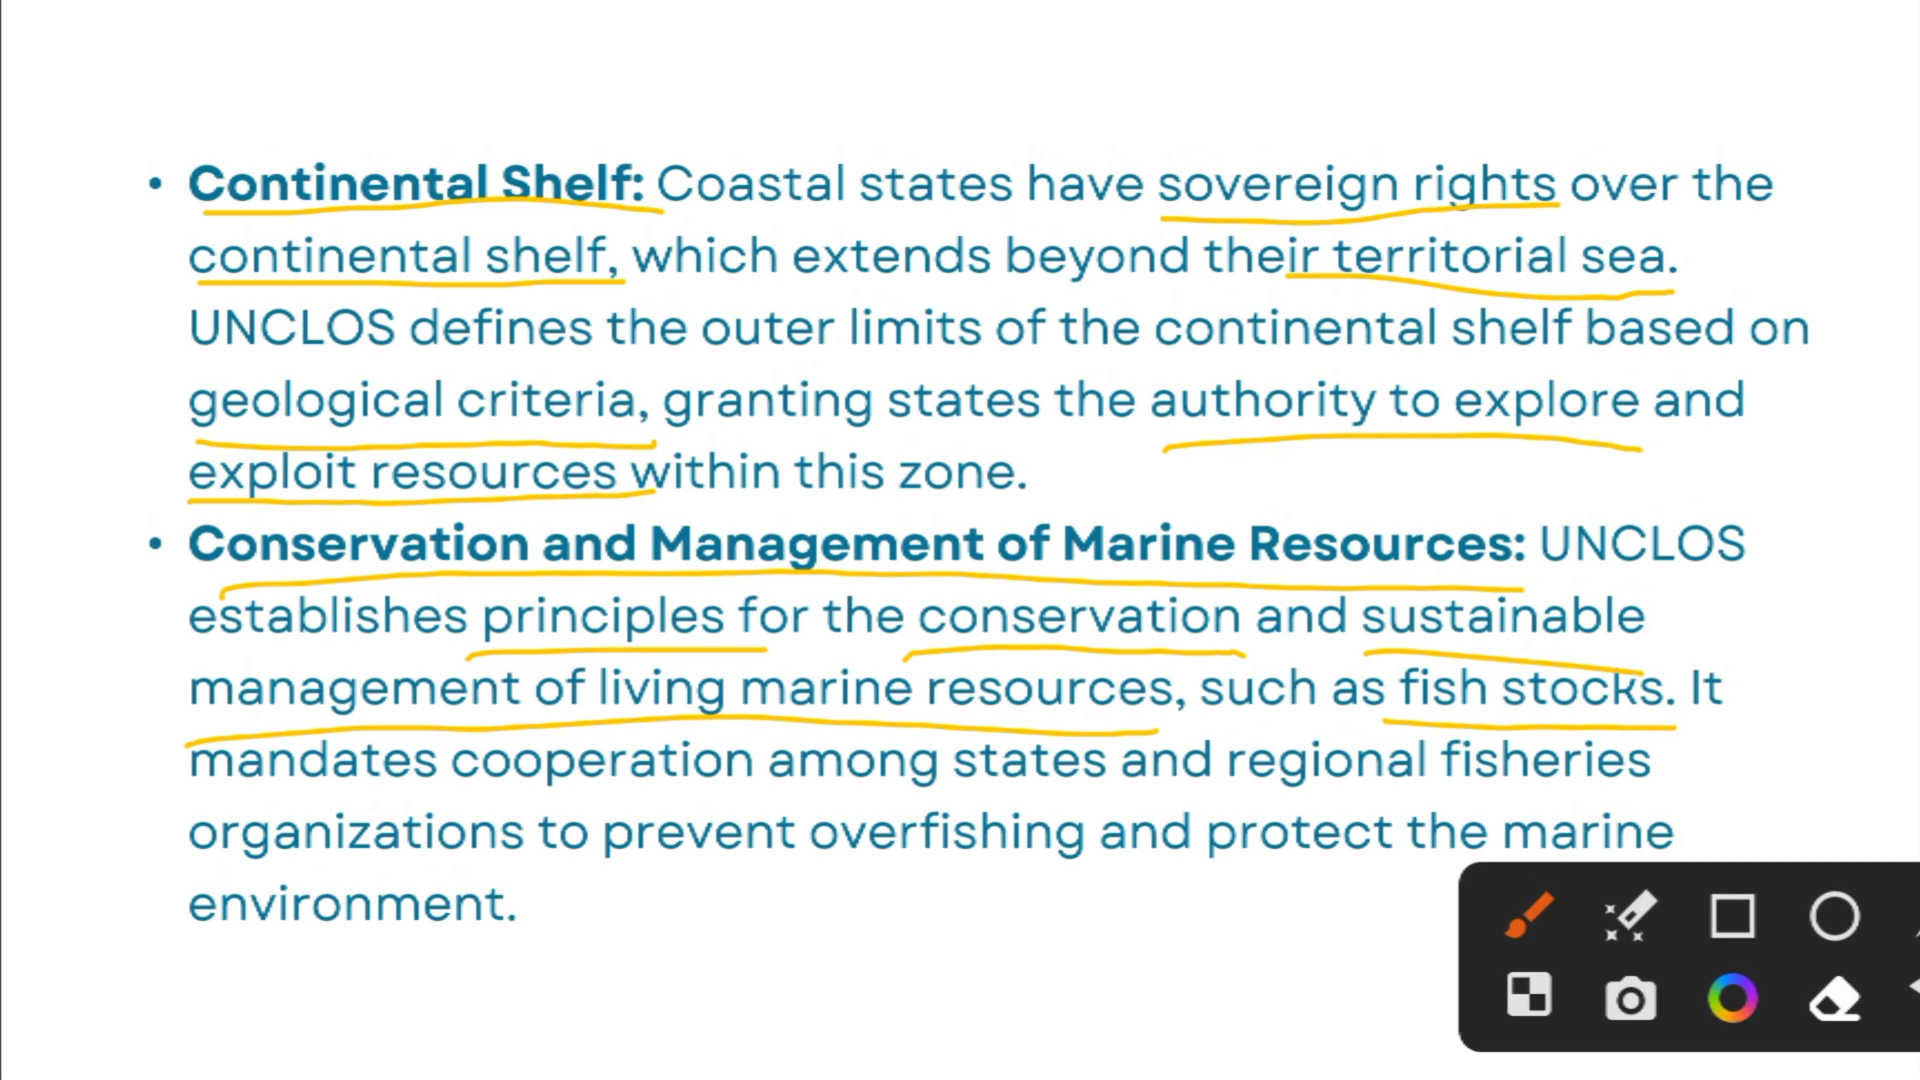 • Continental Shelf: Coastal states have sovereign rights over the
continental shelf, which extends beyond their territorial sea.
UNCLOS defines the outer limits of the continental shelf based on
geological criteria, granting states the authority to explore and
exploit resources within this zone.
• Conservation and Management of Marine Resources: UNCLOS
establishes principles for the conservation and sustainable
management of living marine resources, such as fish stocks. It
mandates cooperation among states and regional fisheries
organizations to prevent overfishing and protect the marine
environment.